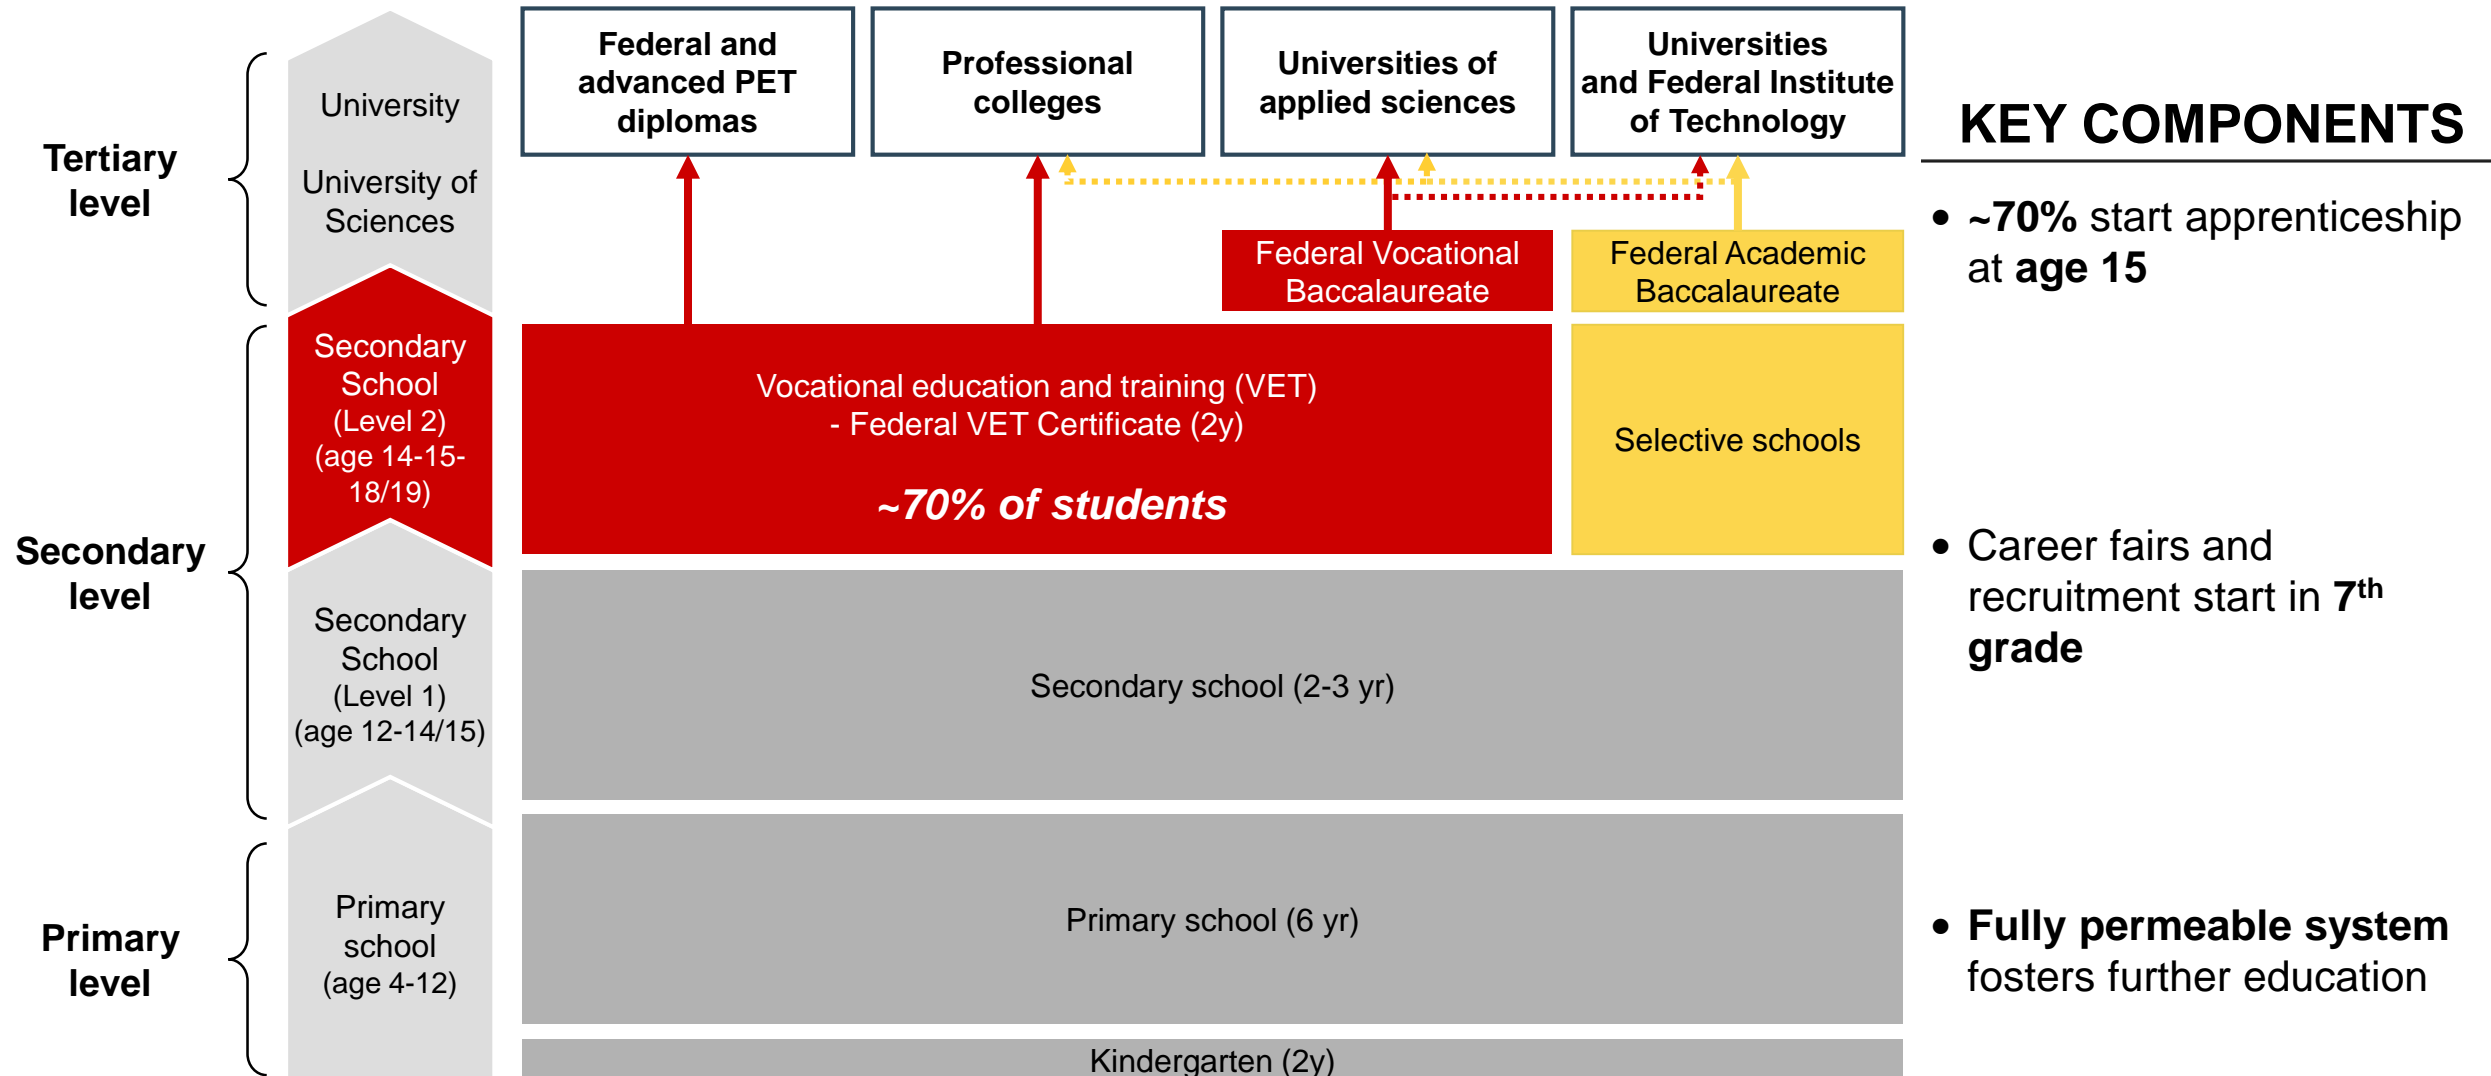 Tertiary
level
Secondary
level
Primary
level
University
University of
Sciences
Secondary
School
(Level 2)
(age 14-15-
18/19)
Secondary
School
(Level 1)
(age 12-14/15)
Primary
school
(age 4-12)
Federal and
advanced PET
diplomas
Professional
colleges
Universities of
applied sciences
Universities
and Federal Institute
of Technology
Federal Vocational
Baccalaureate
Federal Academic
Baccalaureate
Vocational education and training (VET)
- Federal VET Certificate (2y)
~70% of students
Selective schools
Secondary school (2-3 yr)
Primary school (6 yr)
Kindergarten (2y)
KEY COMPONENTS
• ~70% start apprenticeship
at age 15
• Career fairs and
recruitment start in 7th
grade
• Fully permeable system
fosters further education